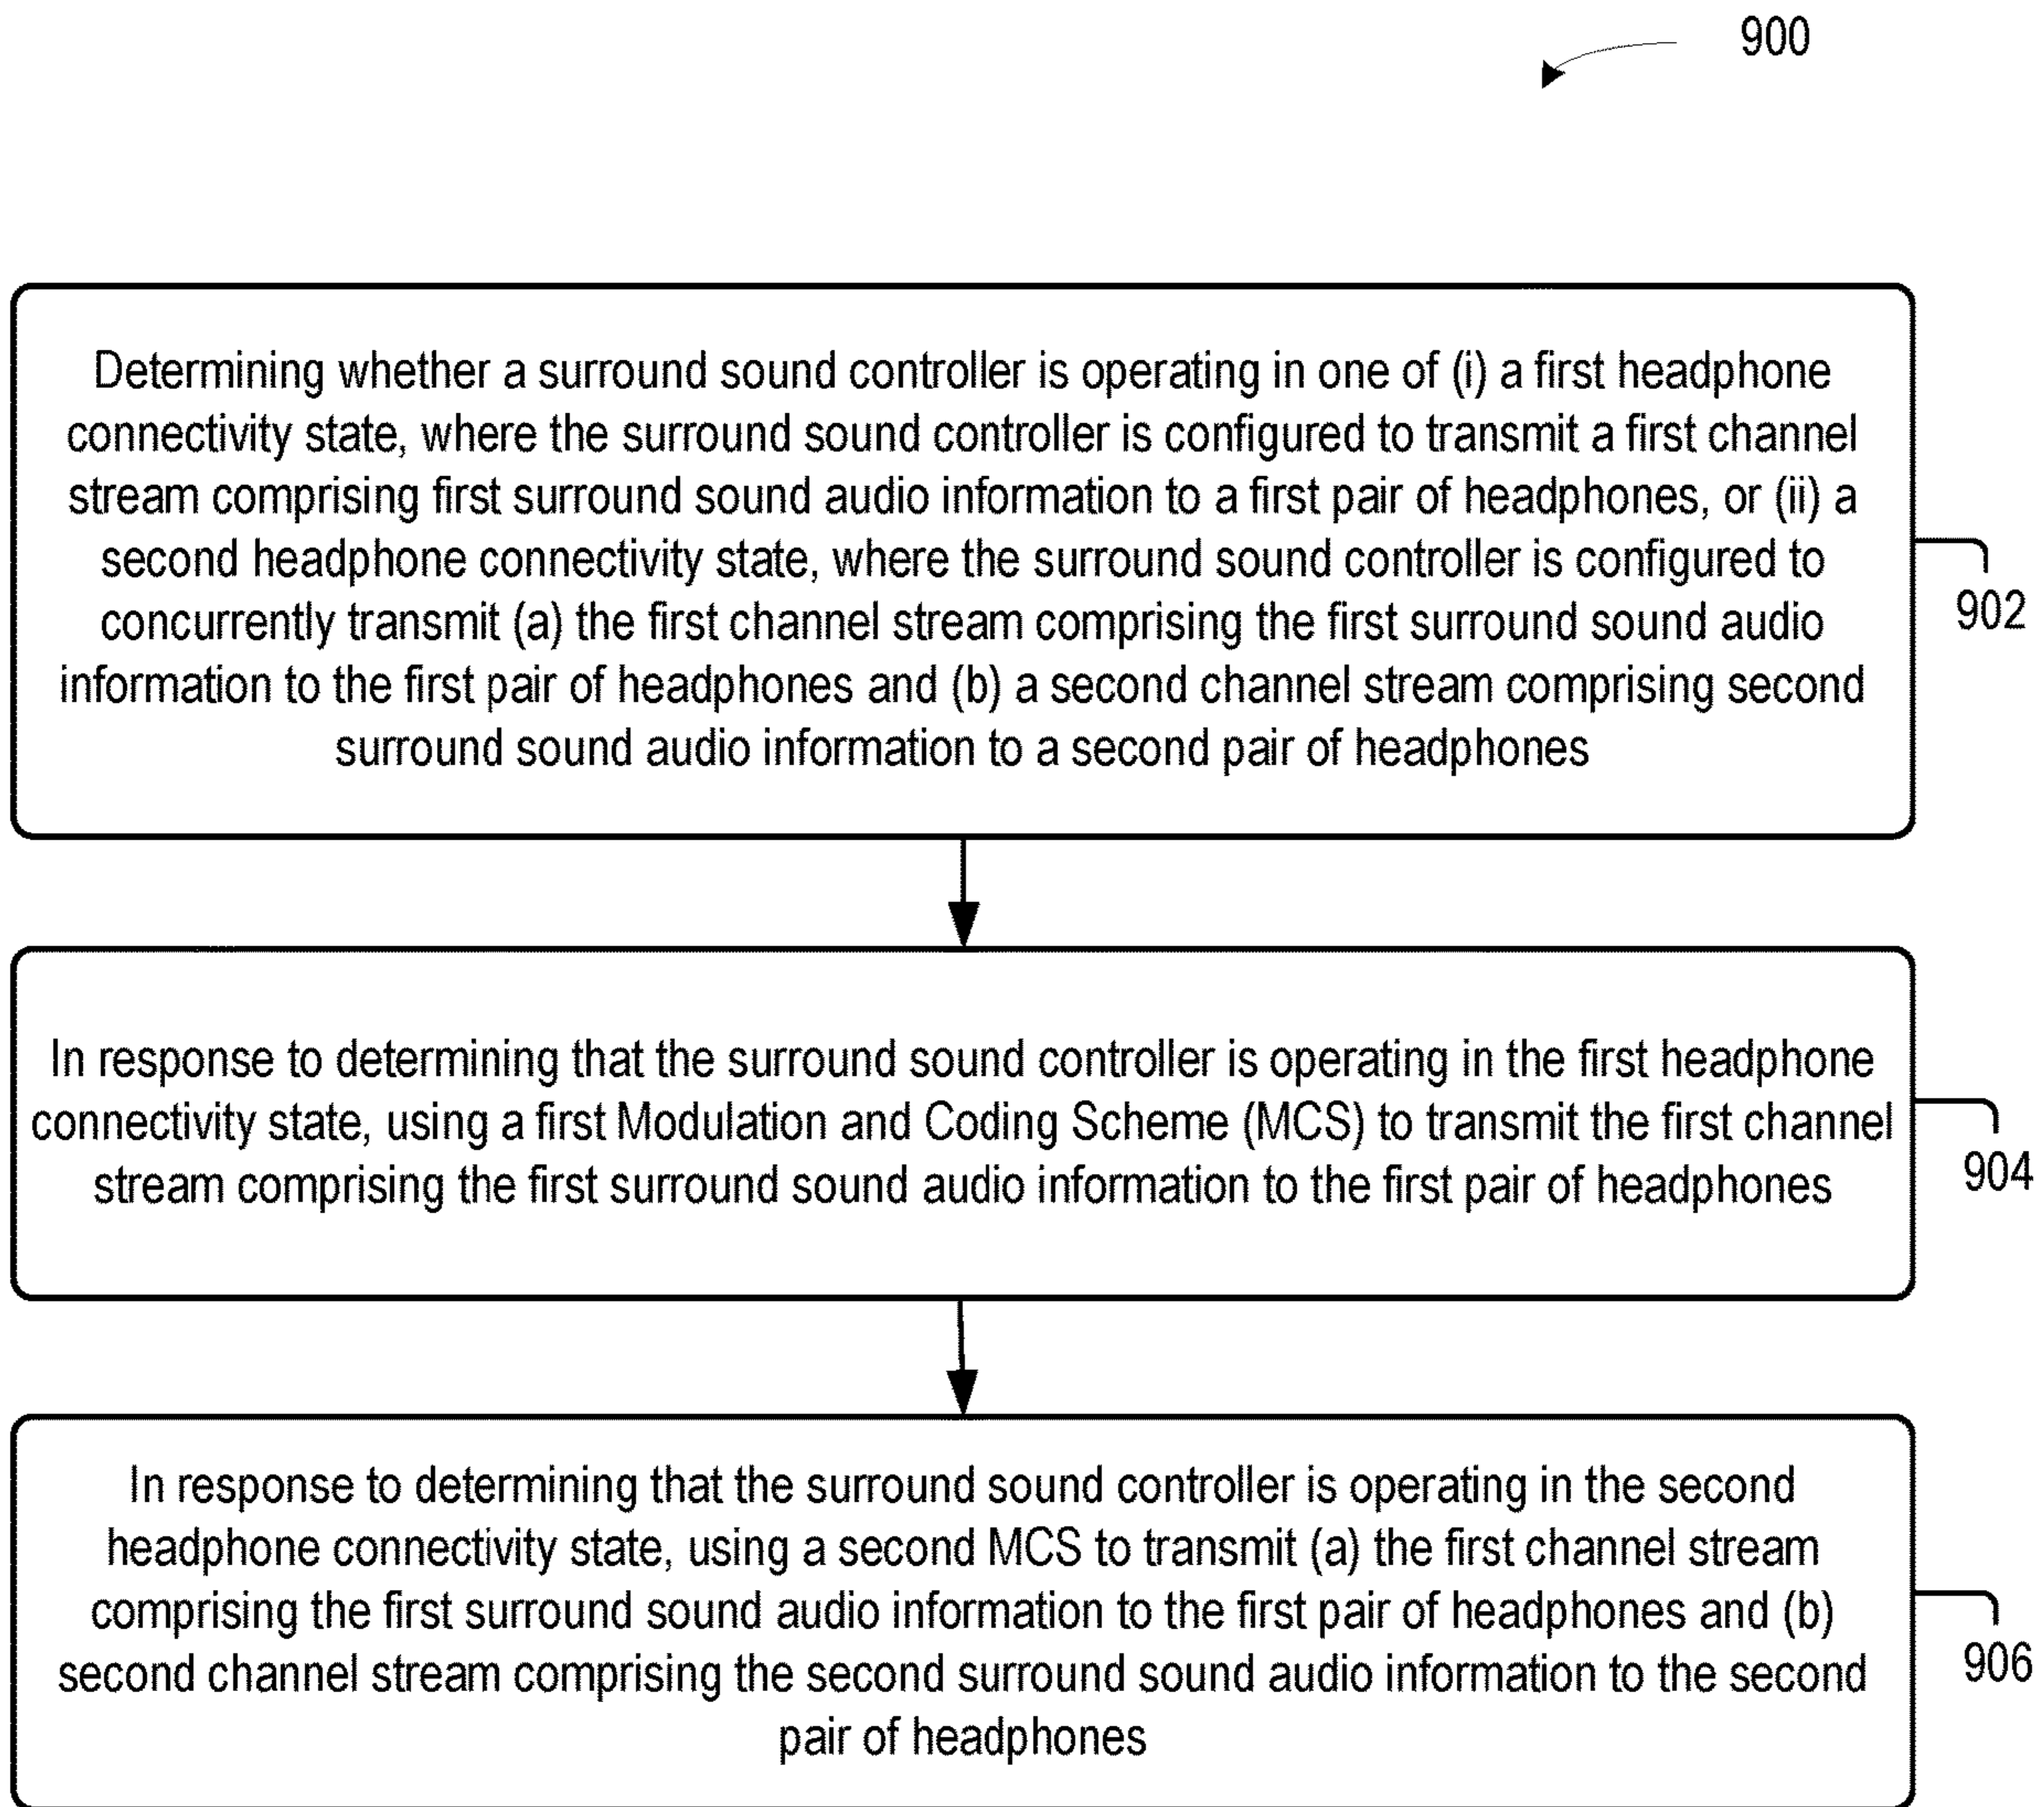 900
Determining whether a surround sound controller is operating in one of (i) a first headphone
connectivity state, where the surround sound controller is configured to transmit a first channel
stream comprising first surround sound audio information to a first pair of headphones, or (ii) a
second headphone connectivity state, where the surround sound controller is configured to
concurrently transmit (a) the first channel stream comprising the first surround sound audio
information to the first pair of headphones and (b) a second channel stream comprising second
surround sound audio information to a second pair of headphones
902
In response to determining that the surround sound controller is operating in the first headphone
connectivity state, using a first Modulation and Coding Scheme (MCS) to transmit the first channel
stream comprising the first surround sound audio information to the first pair of headphones
904
In response to determining that the surround sound controller is operating in the second
headphone connectivity state, using a second MCS to transmit (a) the first channel stream
comprising the first surround sound audio information to the first pair of headphones and (b)
second channel stream comprising the second surround sound audio information to the second
pair of headphones
906